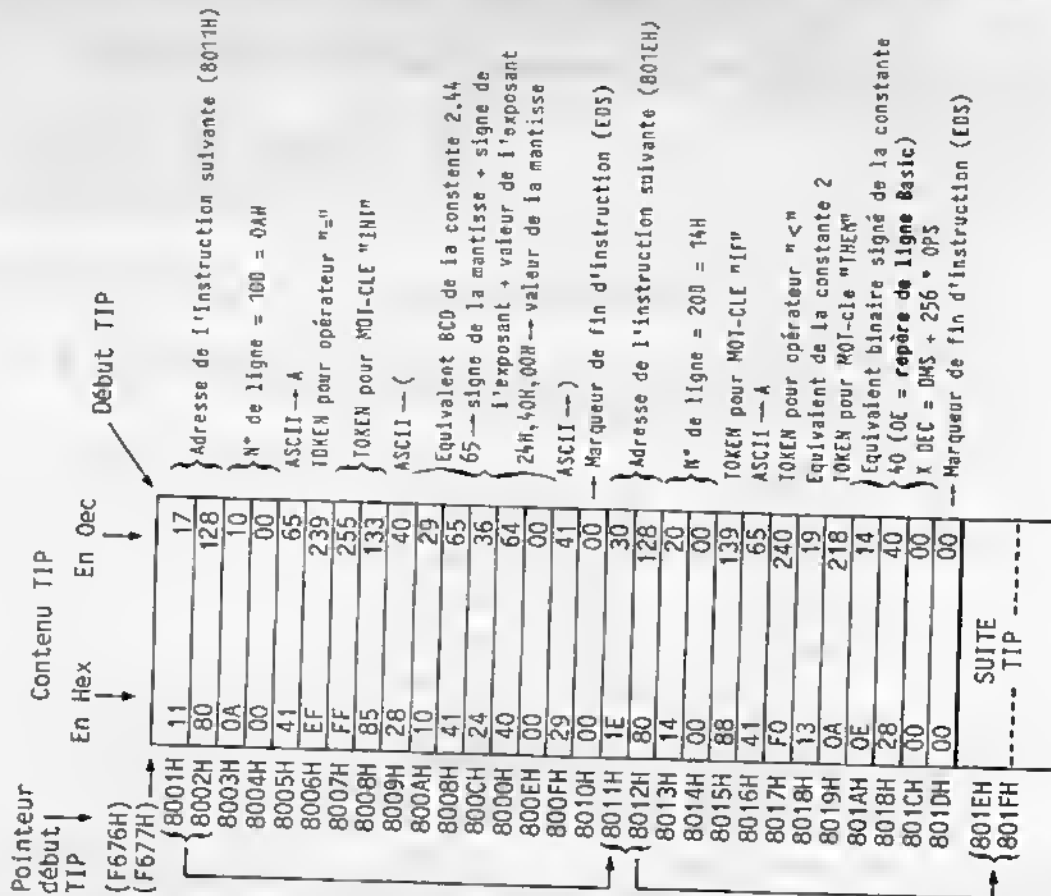 Pointeur
début
TIP
Contenu TIP
En Hex
En Dec
Début TIP
(F676H)
(F677H)
8001H 11 17
8002H 80 128
} Adresse de l'Instruction suivante (8011H)
8003H 0A 10
8004H 00 00
} N° de ligne = 100 = 0AH
8005H 41 65 ASCII → A
8006H EF 239 TOKEN pour opérateur "="
8007H FF 255
8008H 85 133
} TOKEN pour MOT-CLE "INI"
8009H 28 40 ASCII → (
800AH 10 29
800BH 41 65
800CH 24 36
800DH 40 64
800EH 00 00
Equivalent BCD de la constente 2.44
65 → signe de la mantisse + signe de
l'exposant + valeur de l'exposant
24H,40H,00H → valeur de la mantisse
800FH 29 41 ASCII → )
8010H 00 00 — Marqueur de fin d'instruction (EDS)
8011H 1E 30
8012H 80 128
} Adresse de l'instruction suivante (801EH)
8013H 14 20
8014H 00 00
} N° de ligne = 200 = 14H
8015H 88 139 TOKEN pour MOT-CLE "IF"
8016H 41 65 ASCII → A
8017H F0 240 TOKEN pour opérateur "<"
8018H 13 19 Equivalent de la constante 2
8019H 0A 218 TOKEN pour "MOT-cle "THEN"
801AH 0E 14
801BH 28 40
801CH 00 00
Equivalent binaire signé de la constante
40 (0E = repère de ligne Basic)
X DEC = DMS + 256 * OPS
801DH 00 00 — Marqueur de fin d'instruction (EDS)
801EH
801FH
SUITE
TIP